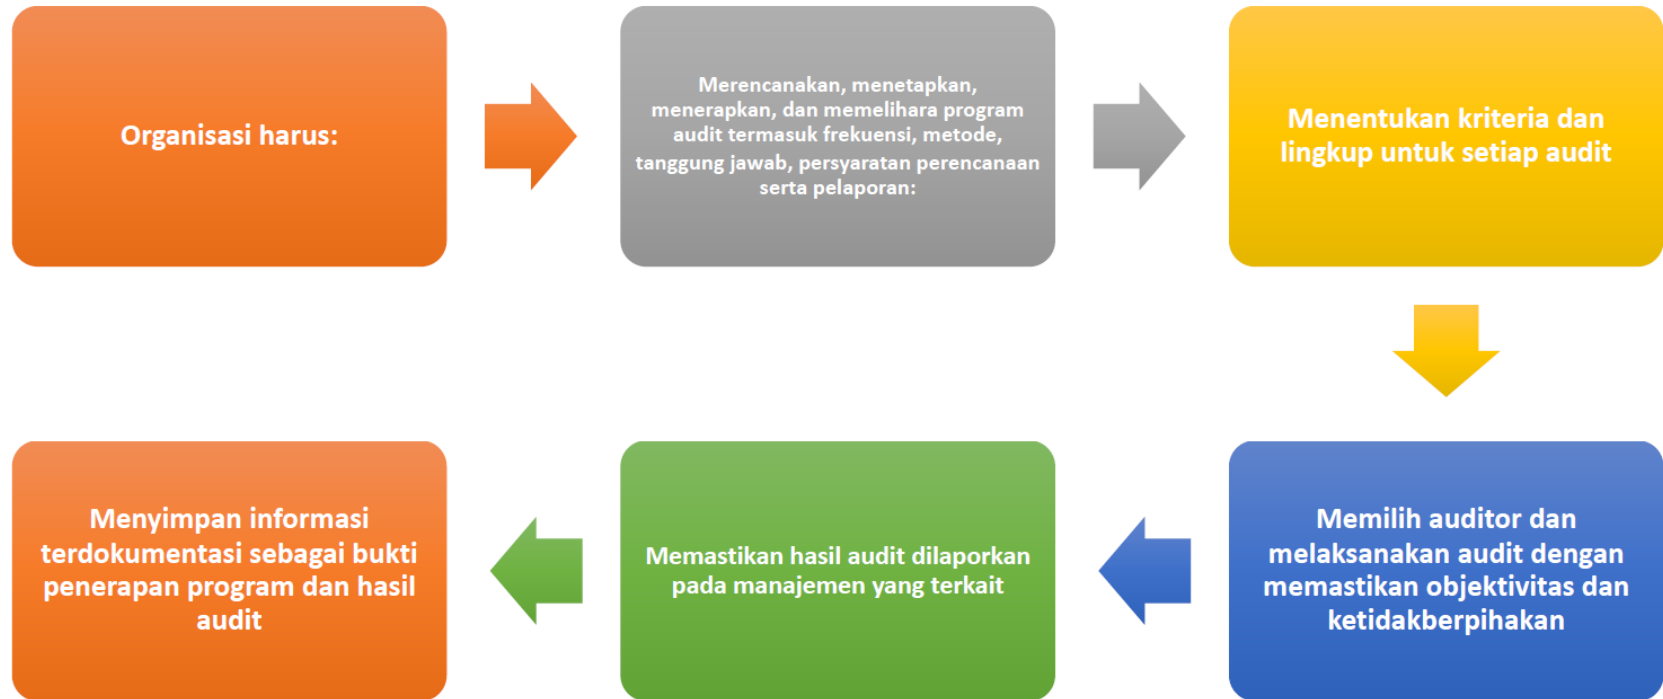 Organisasi harus:
Merencanakan, menetapkan,
menerapkan, dan memelihara program
audit termasuk frekuensi, metode,
tanggung jawab, persyaratan perencanaan
serta pelaporan:
Menentukan kriteria dan
lingkup untuk setiap audit
Memilih auditor dan
melaksanakan audit dengan
memastikan objektivitas dan
ketidakberpihakan
Memastikan hasil audit dilaporkan
pada manajemen yang terkait
Menyimpan informasi
terdokumentasi sebagai bukti
penerapan program dan hasil
audit